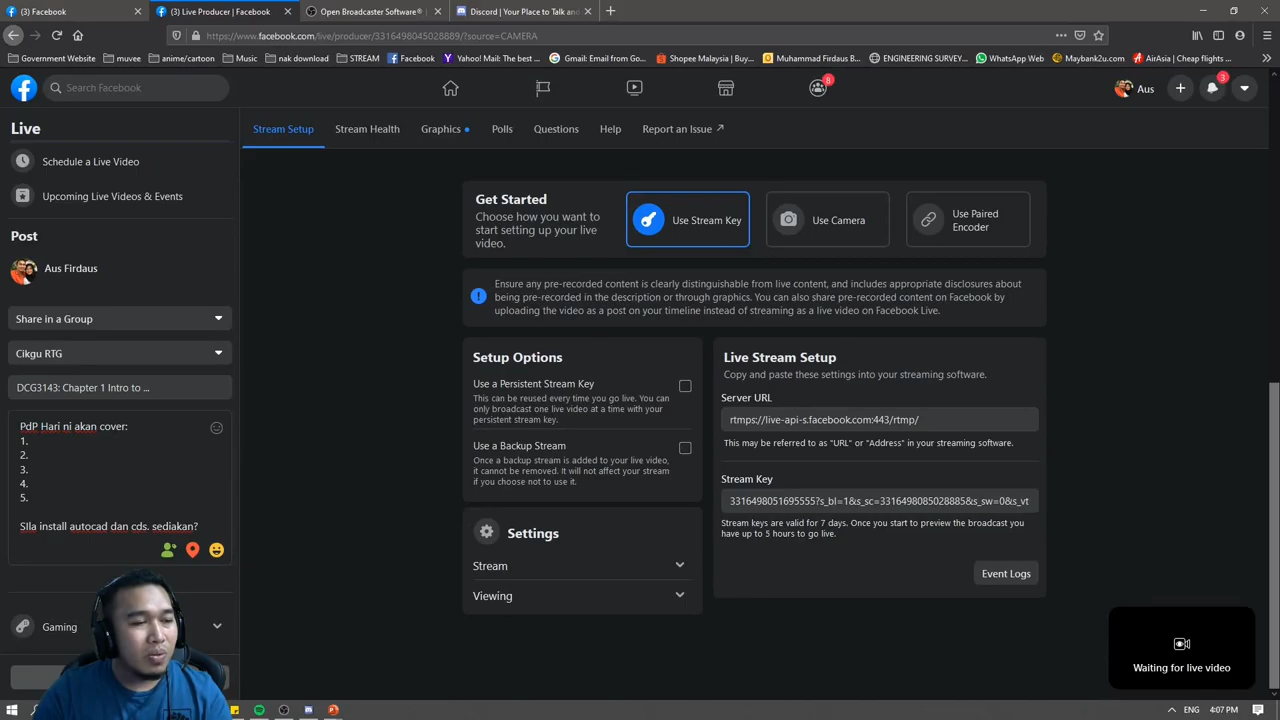 (3) Facebook
(3) Live Producer | Facebook
Open Broadcaster Software®
Discord | Your Place to Talk and
https://www.facebook.com/live/producer/3316498045028889/?source=CAMERA
Government Website
muvee
anime/cartoon
Music
nak download
STREAM
Facebook
Yahoo! Mail: The best ...
Gmail: Email from Go...
Shopee Malaysia | Buy...
Muhammad Firdaus B...
ENGINEERING SURVEY...
WhatsApp Web
Maybank2u.com
AirAsia | Cheap flights ...
Search Facebook
8
Aus
3
Live
Schedule a Live Video
Upcoming Live Videos & Events
Post
Aus Firdaus
Share in a Group
Cikgu RTG
DCG3143: Chapter 1 Intro to ...
PdP Hari ni akan cover:
1.
2.
3.
4.
5.
SIla install autocad dan cds. sediakan?
Gaming
Stream Setup
Stream Health
Graphics
Polls
Questions
Help
Report an Issue
Get Started
Choose how you want
to start setting up your live
video.
Use Stream Key
Use Camera
Use Paired
Encoder
Ensure any pre-recorded content is clearly distinguishable from live content, and includes appropriate disclosures about
being pre-recorded in the description or through graphics. You can also share pre-recorded content on Facebook by
uploading the video as a post on your timeline instead of streaming as a live video on Facebook Live.
Setup Options
Use a Persistent Stream Key
This can be reused every time you go live. You can
only broadcast one live video at a time with your
persistent stream key.
Use a Backup Stream
Once a backup stream is added to your live video,
it cannot be removed. It will not affect your stream
if you choose not to use it.
Settings
Stream
Viewing
Live Stream Setup
Copy and paste these settings into your streaming software.
Server URL
rtmps://live-api-s.facebook.com:443/rtmp/
This may be referred to as "URL" or "Address" in your streaming software.
Stream Key
3316498051695555?s_bl=1&s_sc=3316498085028885&s_sw=0&s_vt
Stream keys are valid for 7 days. Once you start to preview the broadcast you
have up to 5 hours to go live.
Event Logs
Waiting for live video
ENG
4:07 PM